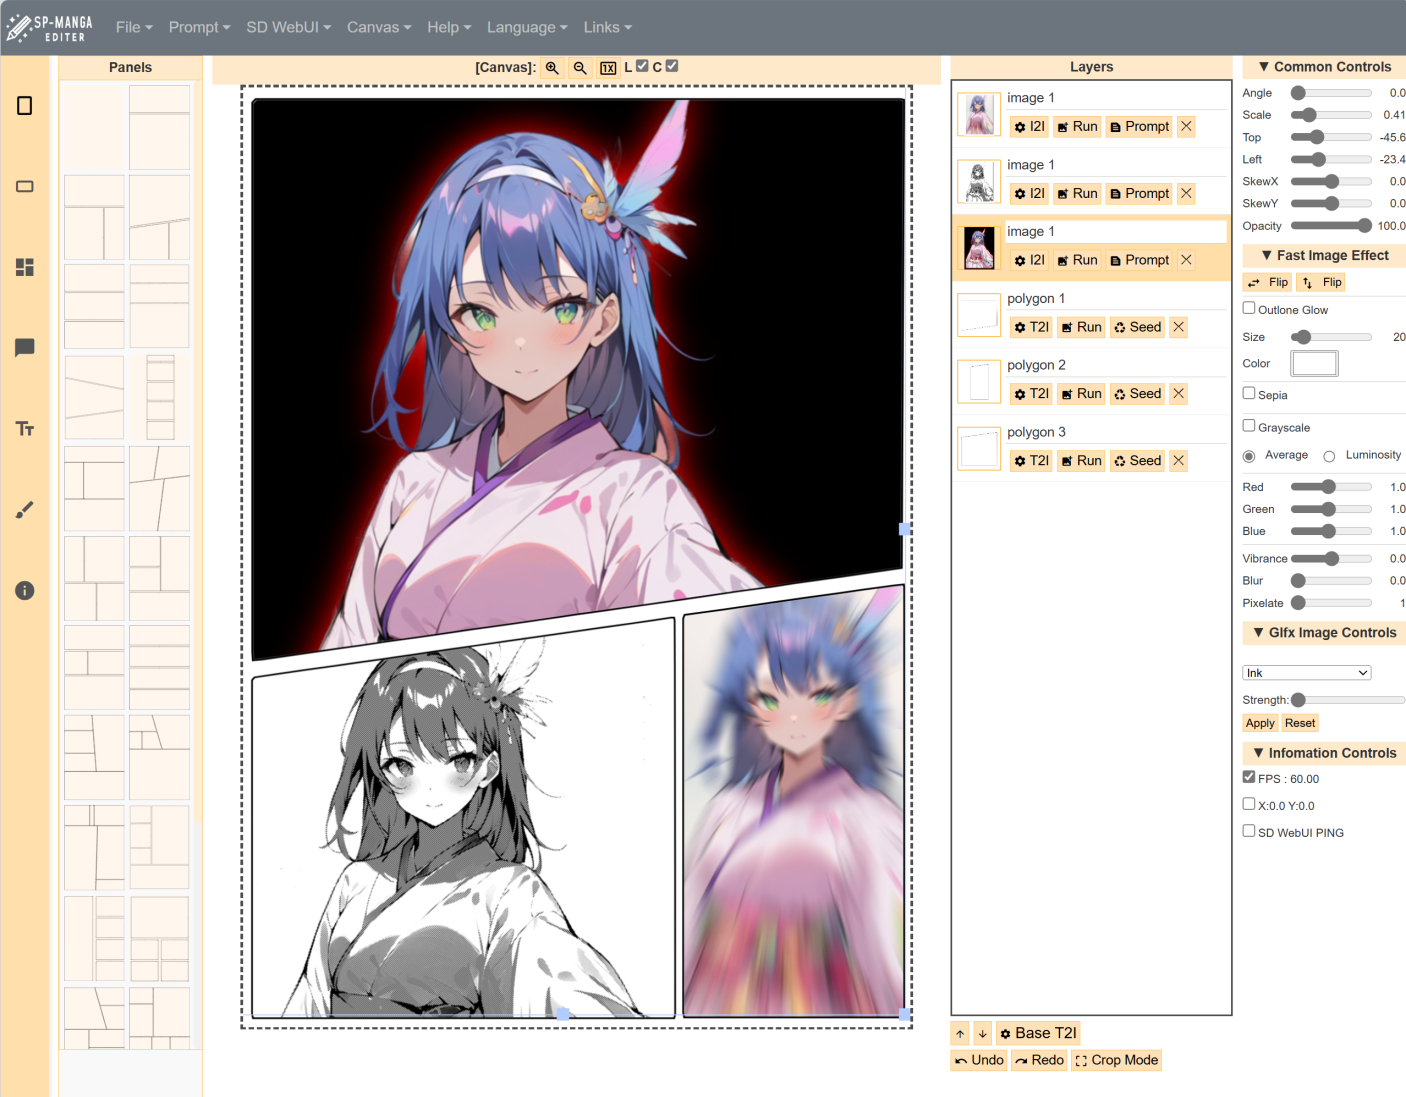 SP-MANGA
EDITER
File Prompt SD WebUI Canvas Help Language Links
Panels
[Canvas]: 1X L C
Layers
image 1
I2I Run Prompt
image 1
I2I Run Prompt
image 1
I2I Run Prompt
polygon 1
T2I Run Seed
polygon 2
T2I Run Seed
polygon 3
T2I Run Seed
Base T2I
Undo Redo Crop Mode
▼ Common Controls
Angle 0.0
Scale 0.41
Top -45.6
Left -23.4
SkewX 0.0
SkewY 0.0
Opacity 100.0
▼ Fast Image Effect
Flip Flip
Outlone Glow
Size 20
Color
Sepia
Grayscale
Average Luminosity
Red 1.0
Green 1.0
Blue 1.0
Vibrance 0.0
Blur 0.0
Pixelate 1
▼ Glfx Image Controls
Ink
Strength:
Apply Reset
▼ Infomation Controls
FPS : 60.00
X:0.0 Y:0.0
SD WebUI PING